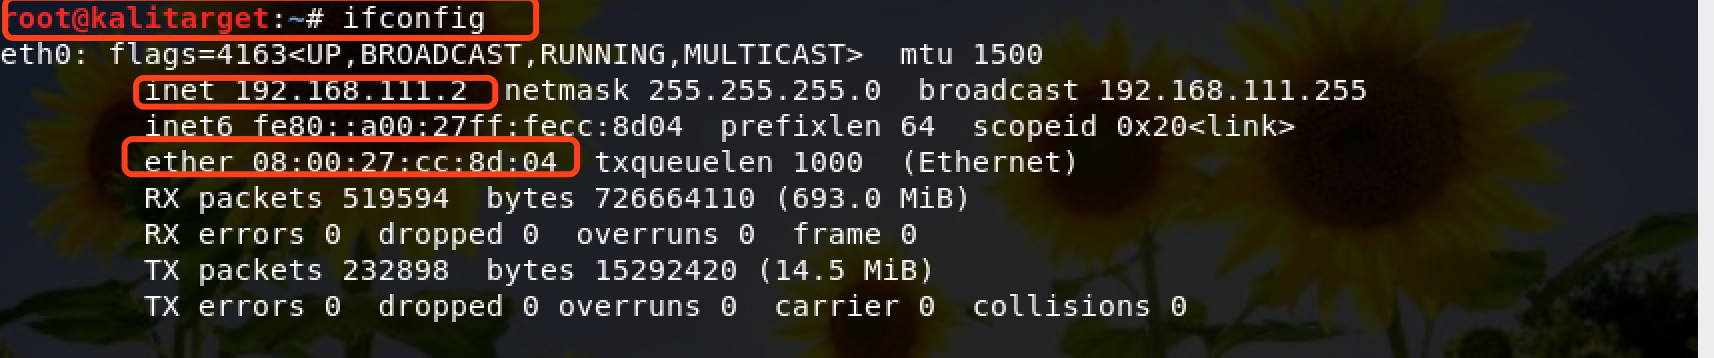 root@kalitarget:~# ifconfig
eth0: flags=4163<UP,BROADCAST,RUNNING,MULTICAST>  mtu 1500
        inet 192.168.111.2  netmask 255.255.255.0  broadcast 192.168.111.255
        inet6 fe80::a00:27ff:fecc:8d04  prefixlen 64  scopeid 0x20<link>
        ether 08:00:27:cc:8d:04  txqueuelen 1000  (Ethernet)
        RX packets 519594  bytes 726664110 (693.0 MiB)
        RX errors 0  dropped 0  overruns 0  frame 0
        TX packets 232898  bytes 15292420 (14.5 MiB)
        TX errors 0  dropped 0 overruns 0  carrier 0  collisions 0